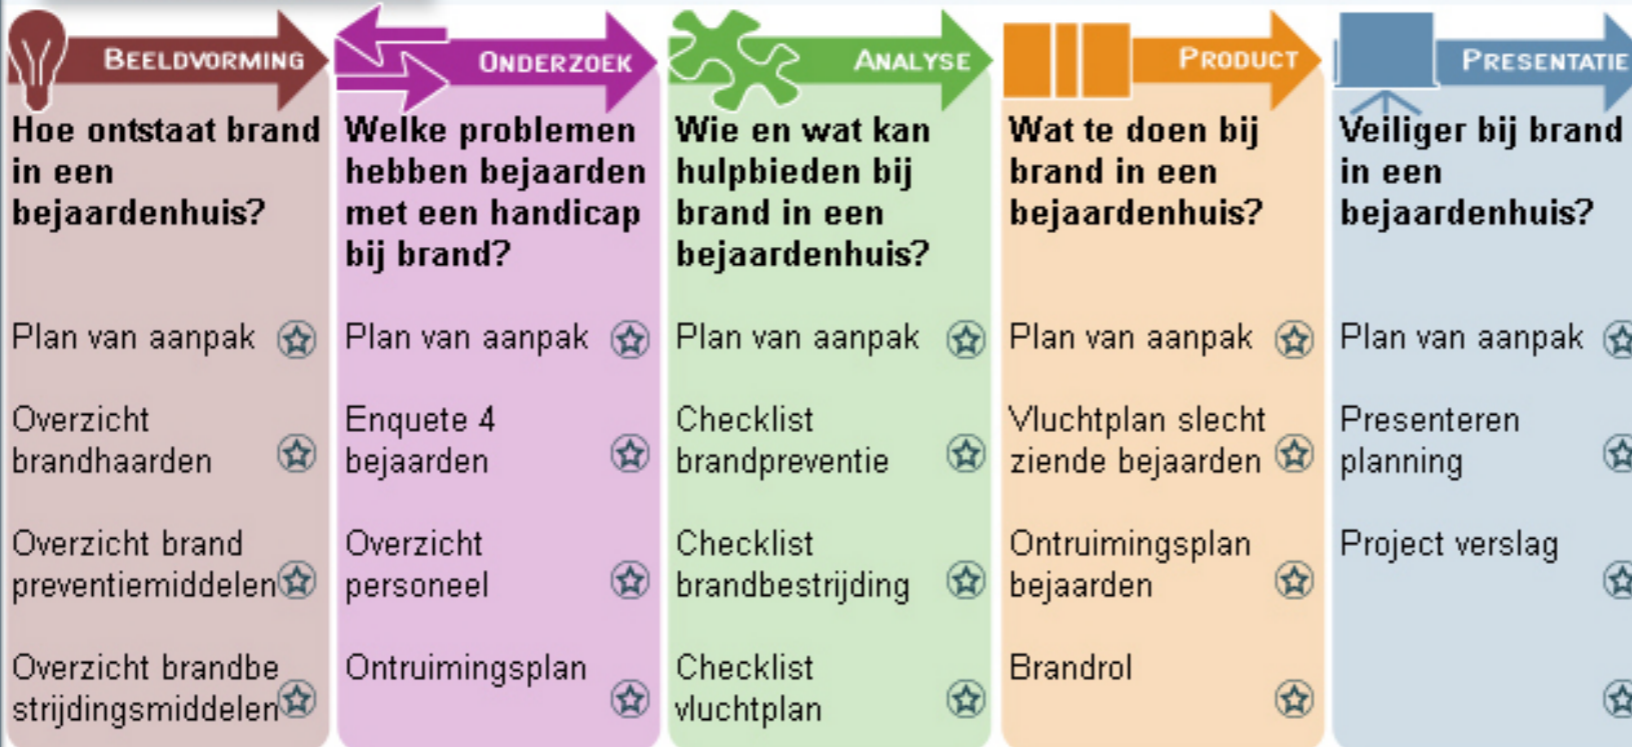 BEELDVORMING
Hoe ontstaat brand
in een
bejaardenhuis?
Plan van aanpak
Overzicht
brandhaarden
Overzicht brand
preventiemiddelen
Overzicht brandbe
strijdingsmiddelen
ONDERZOEK
Welke problemen
hebben bejaarden
met een handicap
bij brand?
Plan van aanpak
Enquete 4
bejaarden
Overzicht
personeel
Ontruimingsplan
ANALYSE
Wie en wat kan
hulpbieden bij
brand in een
bejaardenhuis?
Plan van aanpak
Checklist
brandpreventie
Checklist
brandbestrijding
Checklist
vluchtplan
PRODUCT
Wat te doen bij
brand in een
bejaardenhuis?
Plan van aanpak
Vluchtplan slecht
ziende bejaarden
Ontruimingsplan
bejaarden
Brandrol
PRESENTATIE
Veiliger bij brand
in een
bejaardenhuis?
Plan van aanpak
Presenteren
planning
Project verslag